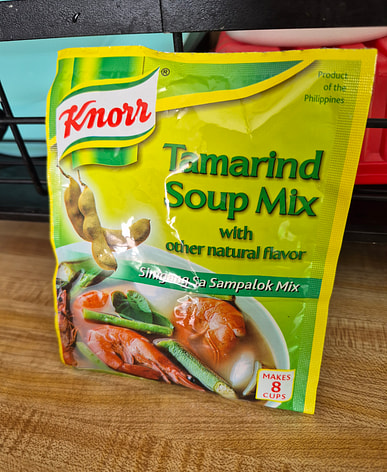 Knorr®
Product
of the
Philippines
Tamarind
Soup Mix
with
other natural flavor
Sinigang Sa Sampalok Mix
MAKES
8
CUPS